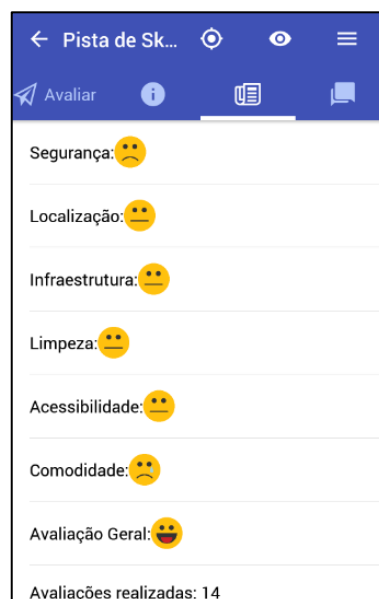 Pista de Sk...
Avaliar
Segurança:
Localização:
Infraestrutura:
Limpeza:
Acessibilidade:
Comodidade:
Avaliação Geral:
Avaliações realizadas: 14